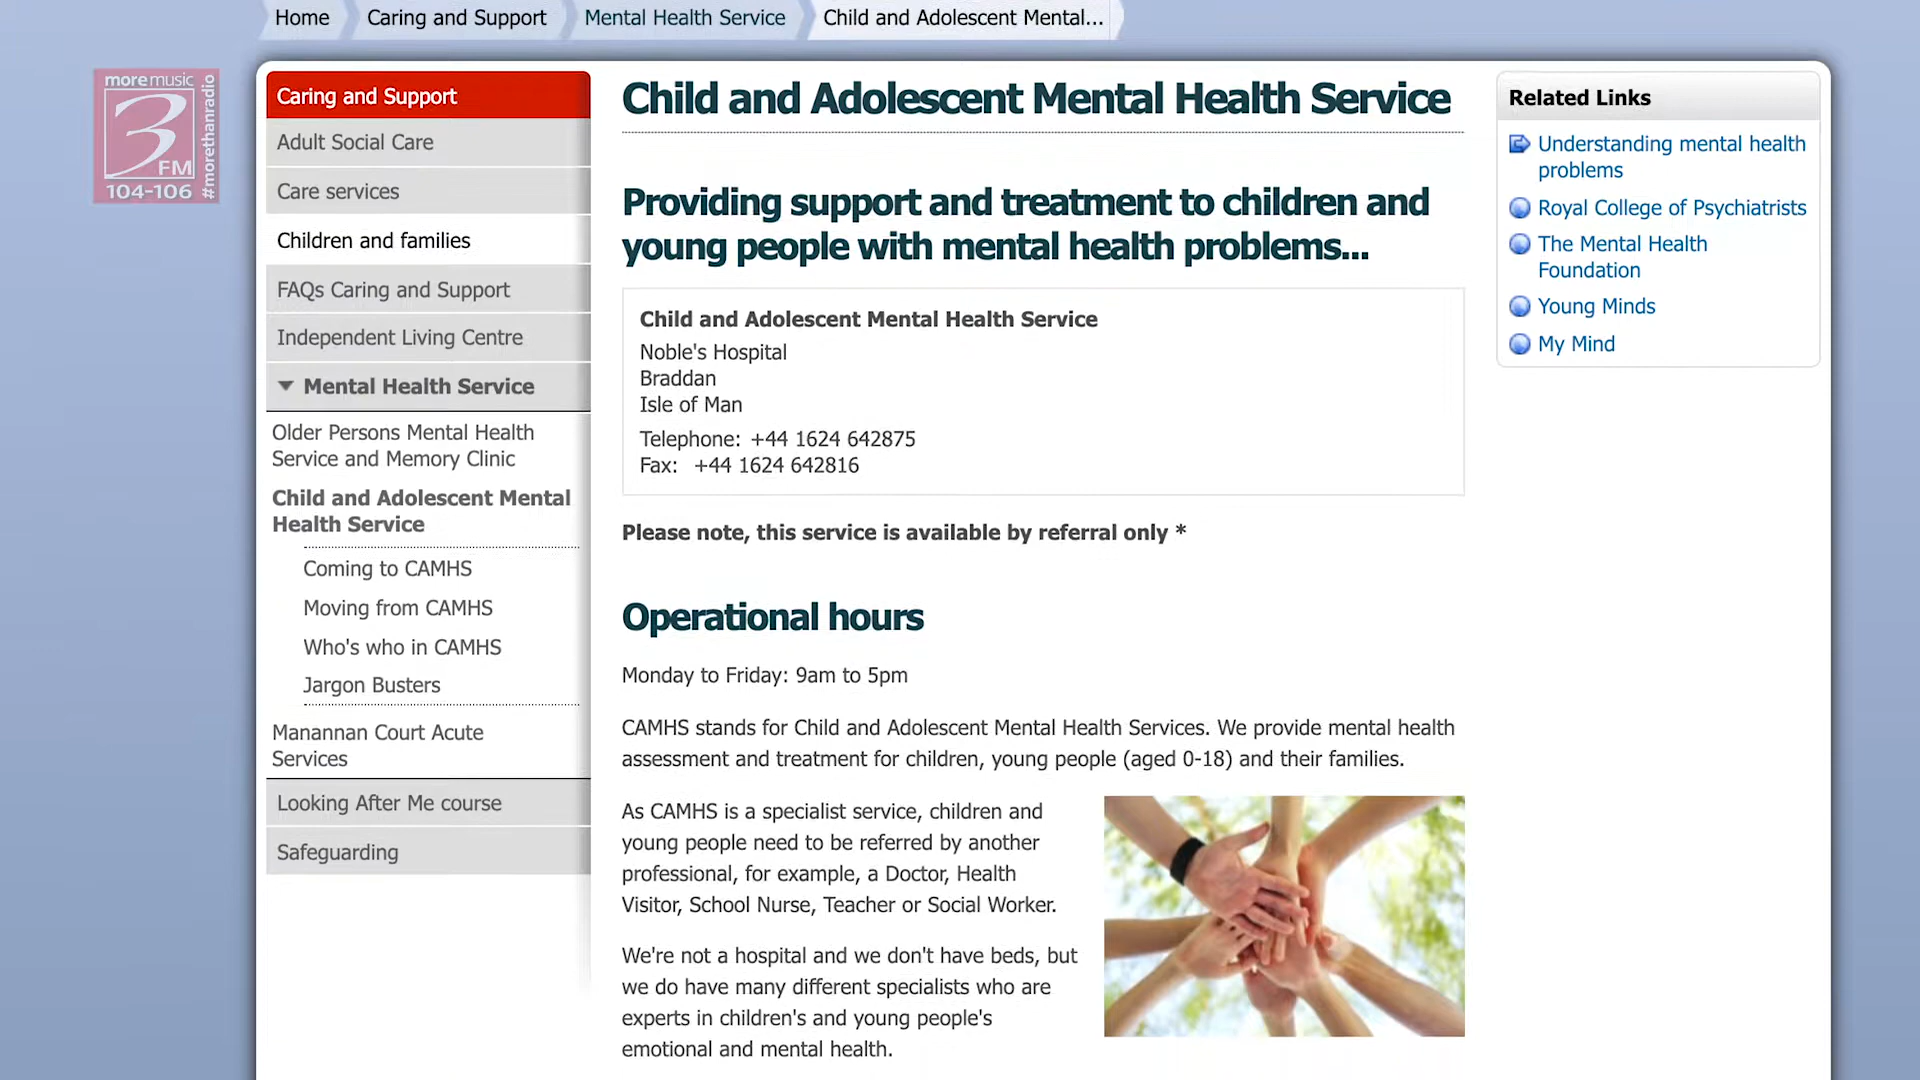 Home
Caring and Support
Mental Health Service
Child and Adolescent Mental...
more music
3
FM
104-106
#morethanradio
Caring and Support
Adult Social Care
Care services
Children and families
FAQs Caring and Support
Independent Living Centre
Mental Health Service
Older Persons Mental Health
Service and Memory Clinic
Child and Adolescent Mental
Health Service
Coming to CAMHS
Moving from CAMHS
Who's who in CAMHS
Jargon Busters
Manannan Court Acute
Services
Looking After Me course
Safeguarding
Child and Adolescent Mental Health Service
Providing support and treatment to children and
young people with mental health problems...
Child and Adolescent Mental Health Service
Noble's Hospital
Braddan
Isle of Man
Telephone: +44 1624 642875
Fax: +44 1624 642816
Please note, this service is available by referral only *
Operational hours
Monday to Friday: 9am to 5pm
CAMHS stands for Child and Adolescent Mental Health Services. We provide mental health
assessment and treatment for children, young people (aged 0-18) and their families.
As CAMHS is a specialist service, children and
young people need to be referred by another
professional, for example, a Doctor, Health
Visitor, School Nurse, Teacher or Social Worker.
We're not a hospital and we don't have beds, but
we do have many different specialists who are
experts in children's and young people's
emotional and mental health.
Related Links
Understanding mental health
problems
Royal College of Psychiatrists
The Mental Health
Foundation
Young Minds
My Mind